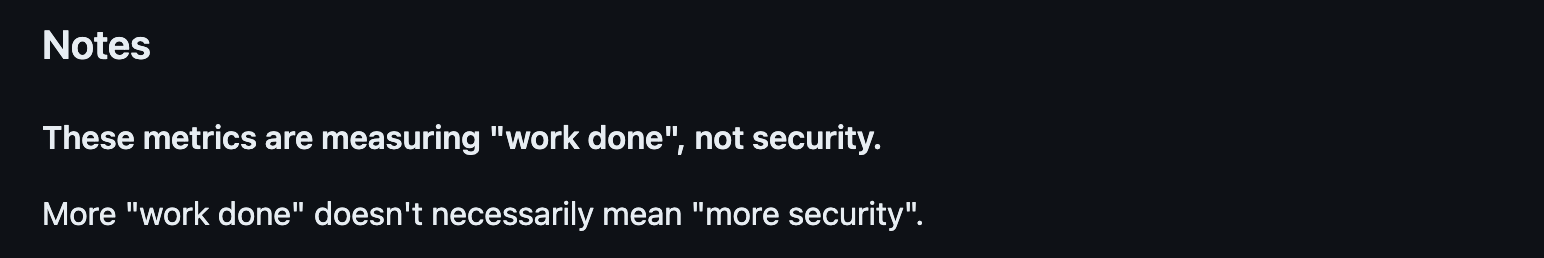 Notes
These metrics are measuring "work done", not security.
More "work done" doesn't necessarily mean "more security".